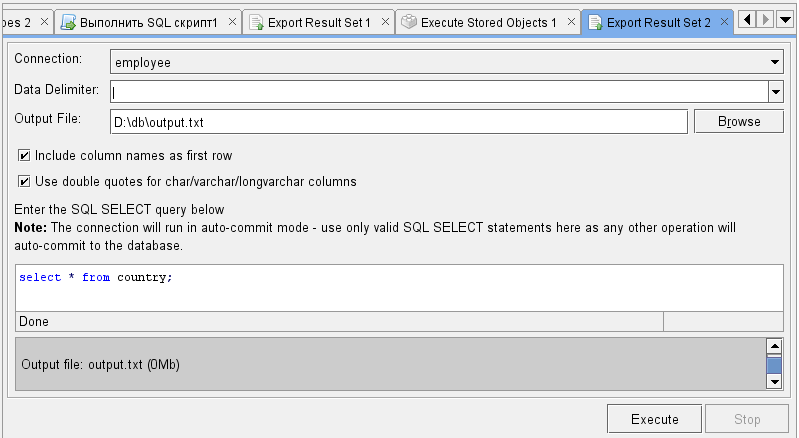 pes 2 Выполнить SQL скрипт1 Export Result Set 1 Execute Stored Objects 1 Export Result Set 2
Connection: employee
Data Delimiter: |
Output File: D:\db\output.txt Browse
Include column names as first row
Use double quotes for char/varchar/longvarchar columns
Enter the SQL SELECT query below
Note: The connection will run in auto-commit mode - use only valid SQL SELECT statements here as any other operation will
auto-commit to the database.
select * from country;
Done
Output file: output.txt (0Mb)
Execute Stop